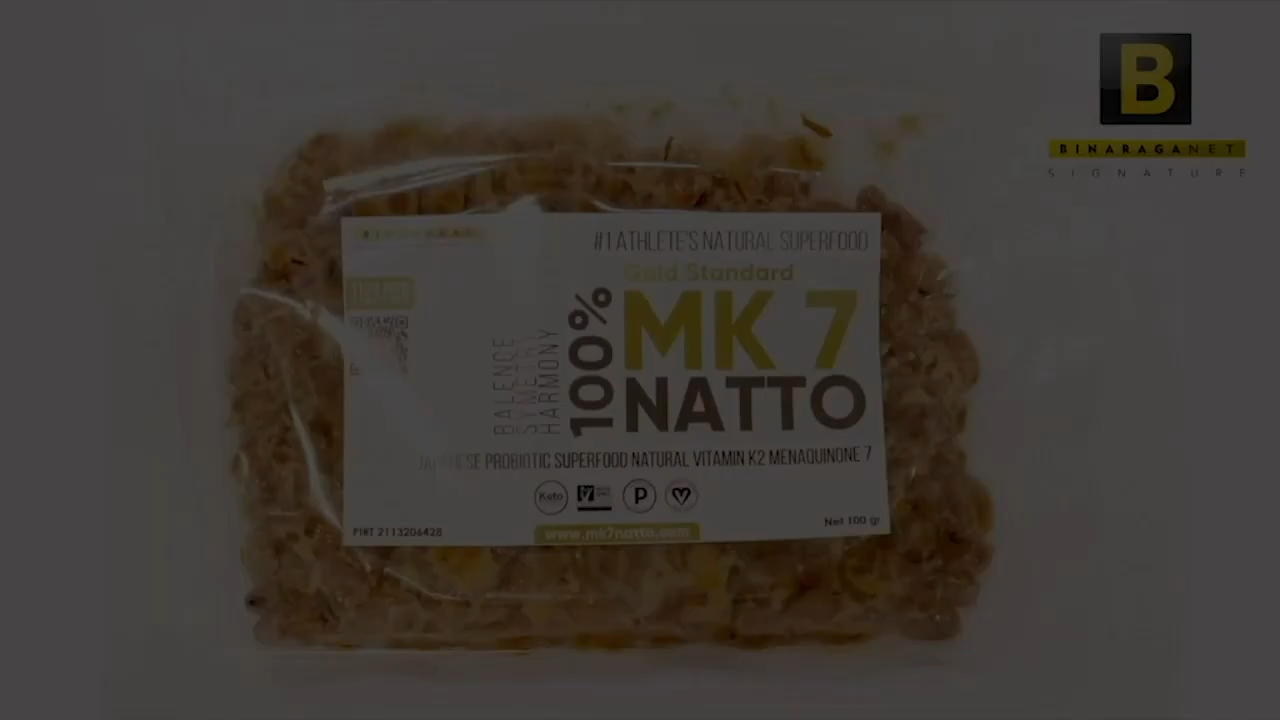 B
BINARAGANET
SIGNATURE
#1 ATHLETE'S NATURAL SUPERFOOD
Gold Standard
100%
MK 7
NATTO
BALENCE
SYMETRY
HARMONY
JAPANESE PROBIOTIC SUPERFOOD NATURAL VITAMIN K2 MENAQUINONE 7
Keto
P
PIRT 2113206428
www.mk7natto.com
Net 100 gr